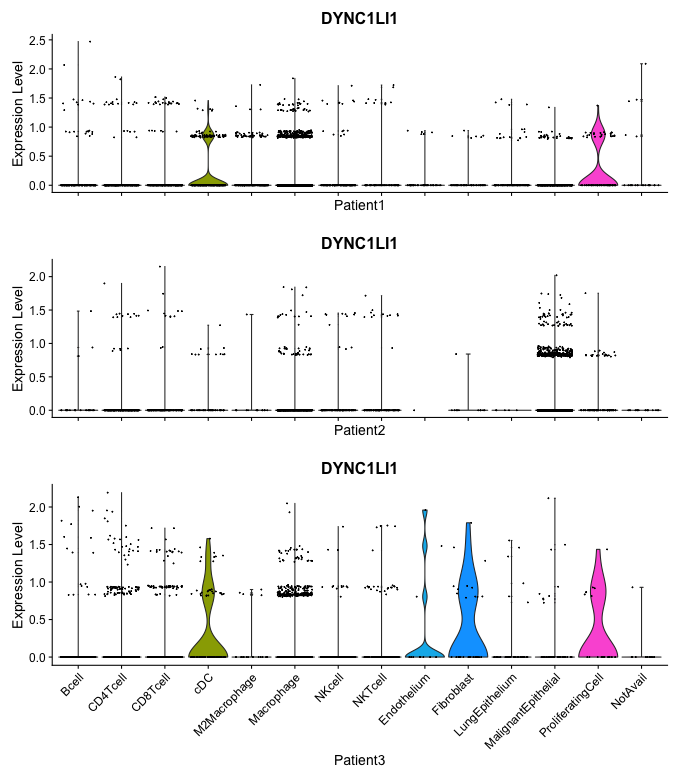 DYNC1LI1
Expression Level
2.5
2.0
1.5
1.0
0.5
0.0
Patient1
DYNC1LI1
Expression Level
2.0
1.5
1.0
0.5
0.0
Patient2
DYNC1LI1
Expression Level
2.0
1.5
1.0
0.5
0.0
Bcell
CD4Tcell
CD8Tcell
cDC
M2Macrophage
Macrophage
NKcell
NKTcell
Endothelium
Fibroblast
LungEpithelium
MalignantEpithelial
ProliferatingCell
NotAvail
Patient3